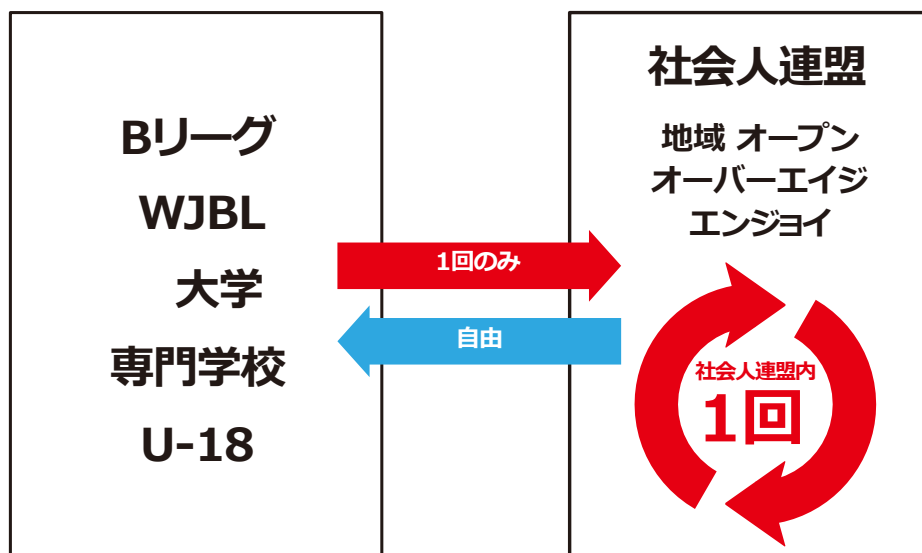 Bリーグ
WJBL
大学
専門学校
U-18
1回のみ
自由
社会人連盟
地域 オープン
オーバーエイジ
エンジョイ
社会人連盟内
1回